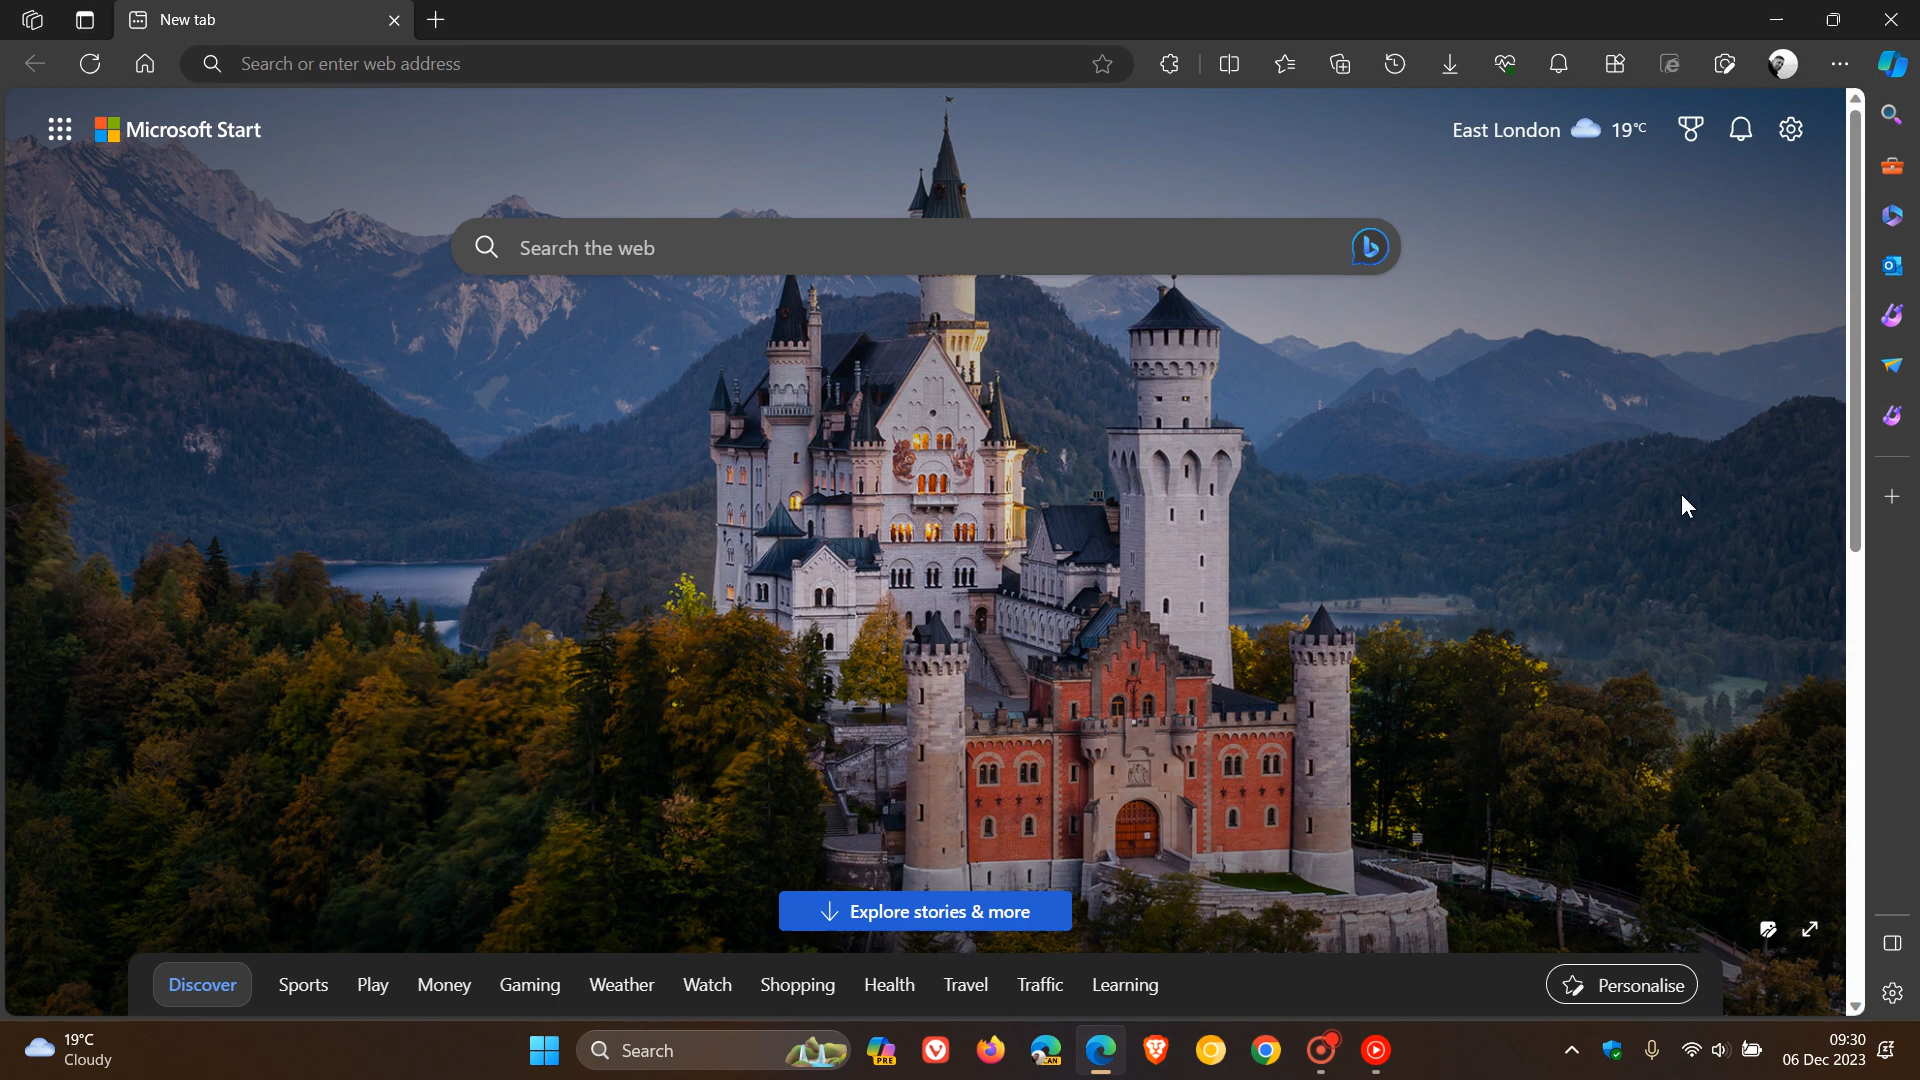 New tab
Search or enter web address
Microsoft Start
East London 19°C
Search the web
Explore stories & more
Discover Sports Play Money Gaming Weather Watch Shopping Health Travel Traffic Learning Personalise
19°C
Cloudy
Search
PRE
CAN
09:30
06 Dec 2023